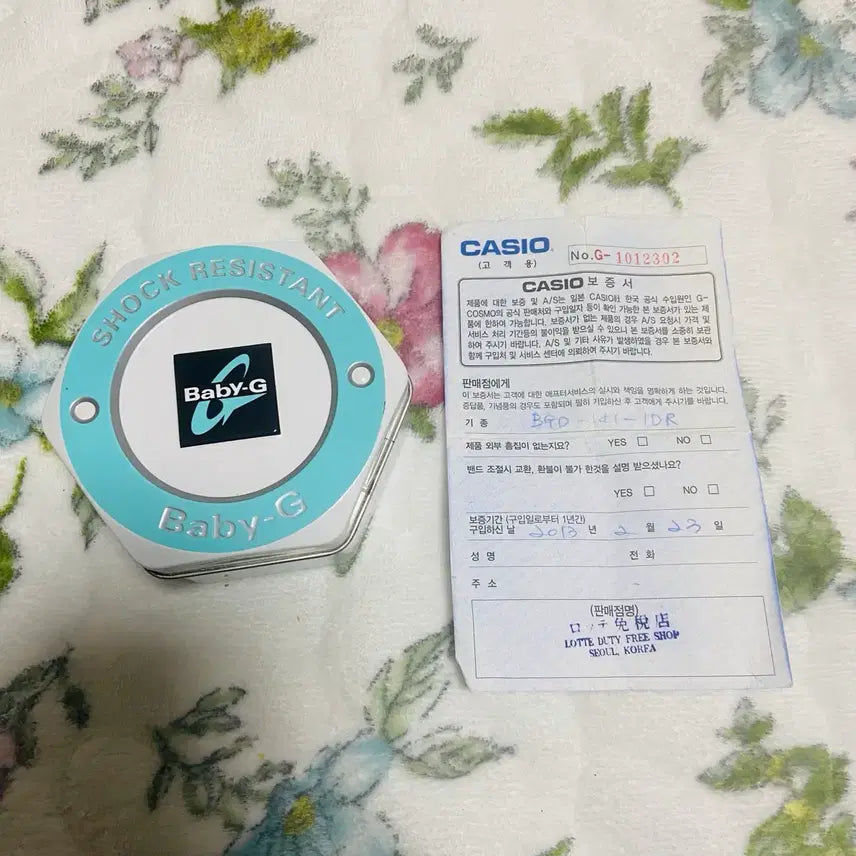 SHOCK RESISTANT
Baby-G
Baby-G
CASIO
(고 객 용)
No.G- 1012302
CASIO 보 증 서
제품에 대한 보증 및 A/S는 일본 CASIO社 한국 공식 수입원인 G-
COSMO의 공식 판매처와 구입일자 등이 확인 가능한 본 보증서가 있는 제
품에 한하여 가능합니다. 보증서가 없는 제품의 경우 A/S 요청시 가격 및
서비스 처리 기간등의 불이익을 받으실 수 있으니 본 보증서를 소중히 보관
하여 주시기 바랍니다. A/S 및 기타 사유가 발생하였을 경우 본 보증서와
함께 구입처 및 서비스 센터에 의뢰하여 주시기 바랍니다.
판매점에게
이 보증서는 고객에 대한 애프터서비스의 실시와 책임을 명확하게 하는 것입니다.
증답품, 기념품의 경우도 포함되며 필히 기입하신 후 고객에게 주시기를 바랍니다.
기 종 BGD-141-1DR
제품 외부 흠집이 없는지요? YES □ NO □
밴드 조절시 교환, 환불이 불가 한것을 설명 받으셨나요?
YES □ NO □
보증기간 (구입일로부터 1년간)
구입하신 날 2013 년 2 월 23 일
성 명 전 화
주 소
(판매점명)
ロッテ免税店
LOTTE DUTY FREE SHOP
SEOUL, KOREA